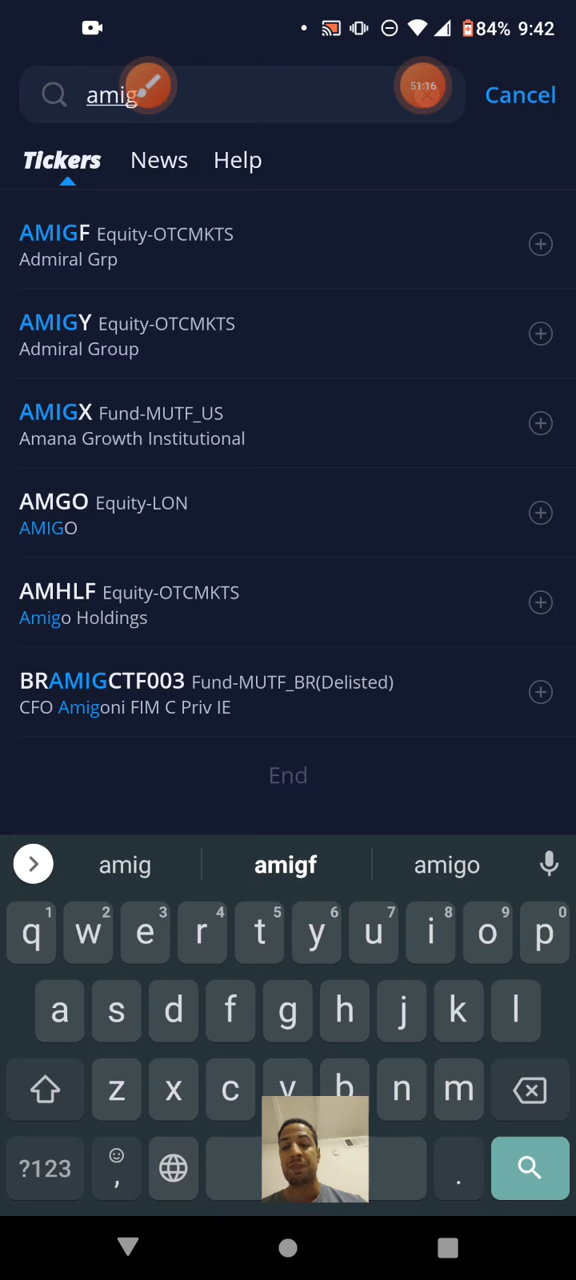 84% 9:42
amig
51:16
Cancel
Tickers News Help
AMIGF Equity-OTCMKTS
Admiral Grp
AMIGY Equity-OTCMKTS
Admiral Group
AMIGX Fund-MUTF_US
Amana Growth Institutional
AMGO Equity-LON
AMIGO
AMHLF Equity-OTCMKTS
Amigo Holdings
BRAMIGCTF003 Fund-MUTF_BR(Delisted)
CFO Amigoni FIM C Priv IE
End
amig amigf amigo
q1 w2 e3 r4 t5 y6 u7 i8 o9 p0
a s d f g h j k l
z x c v b n m
?123 , .